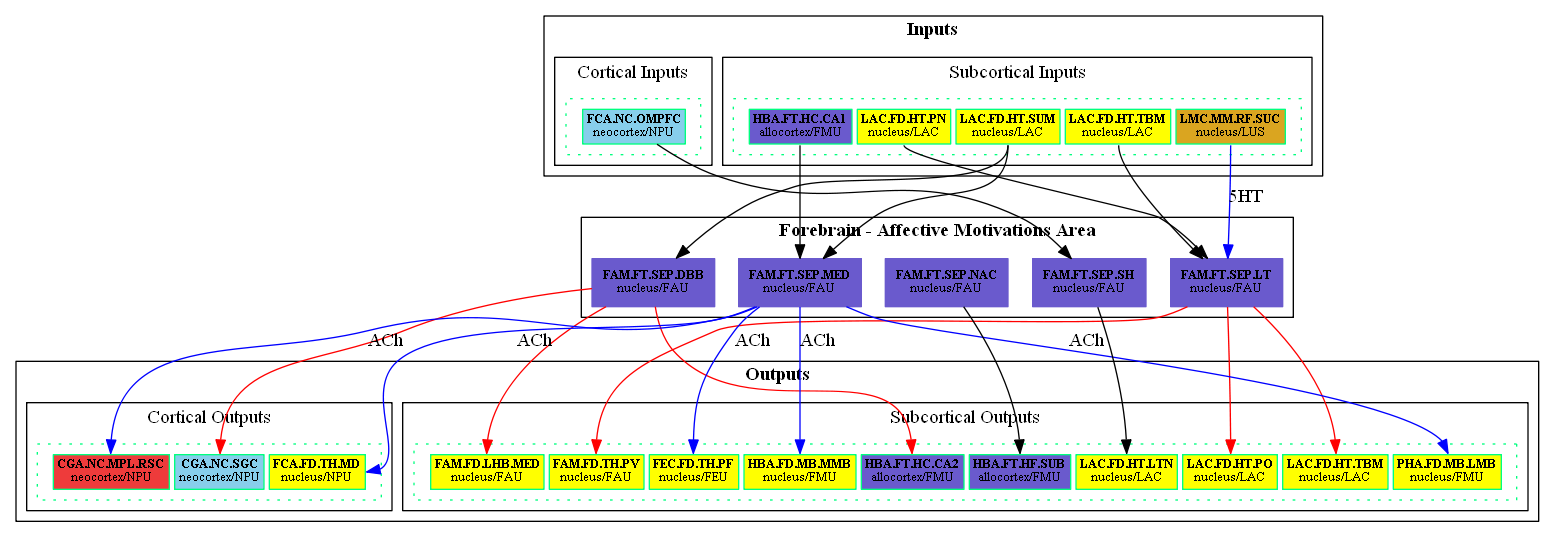 Inputs
Cortical Inputs
Subcortical Inputs
FCA.NC.OMPFC
neocortex/NPU
HBA.FT.HC.CA1
allocortex/FMU
LAC.FD.HT.PN
nucleus/LAC
LAC.FD.HT.SUM
nucleus/LAC
LAC.FD.HT.TBM
nucleus/LAC
LMC.MM.RF.SUC
nucleus/LUS
5HT
Forebrain - Affective Motivations Area
FAM.FT.SEP.DBB
nucleus/FAU
FAM.FT.SEP.MED
nucleus/FAU
FAM.FT.SEP.NAC
nucleus/FAU
FAM.FT.SEP.SH
nucleus/FAU
FAM.FT.SEP.LT
nucleus/FAU
ACh
ACh
ACh
ACh
ACh
Outputs
Cortical Outputs
Subcortical Outputs
CGA.NC.MPL.RSC
neocortex/NPU
CGA.NC.SGC
neocortex/NPU
FCA.FD.TH.MD
nucleus/NPU
FAM.FD.LHB.MED
nucleus/FAU
FAM.FD.TH.PV
nucleus/FAU
FEC.FD.TH.PF
nucleus/FEU
HBA.FD.MB.MMB
nucleus/FMU
HBA.FT.HC.CA2
allocortex/FMU
HBA.FT.HF.SUB
allocortex/FMU
LAC.FD.HT.LTN
nucleus/LAC
LAC.FD.HT.PO
nucleus/LAC
LAC.FD.HT.TBM
nucleus/LAC
PHA.FD.MB.LMB
nucleus/FMU